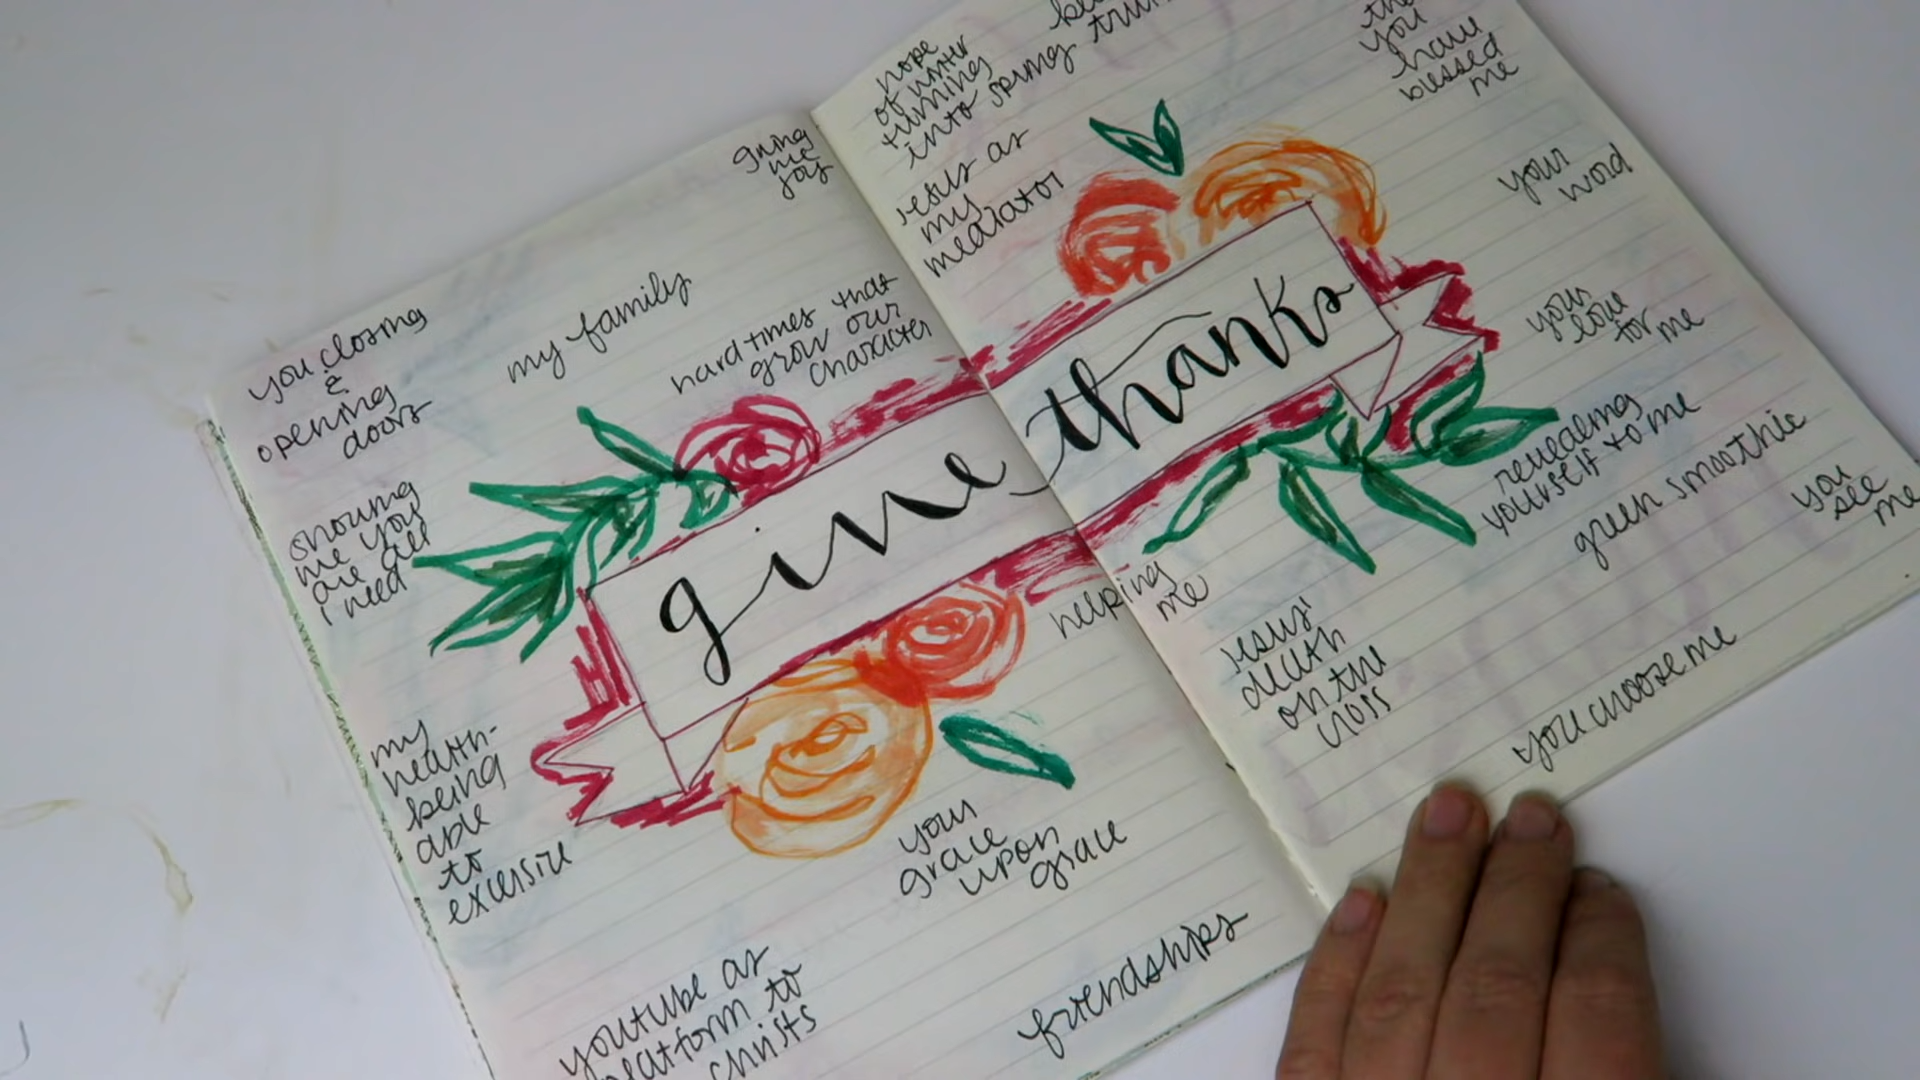 giving
me
joy
you closing
&
opening
doors
my family
hard times that
grow our
character
showing
me you
are all
i need
give thanks
my
health-
being
able
to
excersise
your
grace
upon
grace
youtube as
platform to
christs
friendships
hope
of winter
turning
into spring
jesus as
my
mediator
you
have
blessed
me
your
word
your
love
for me
revealing
yourself to me
green smoothie
you
see
me
helping
me
jesus'
death
on the
cross
you choose me